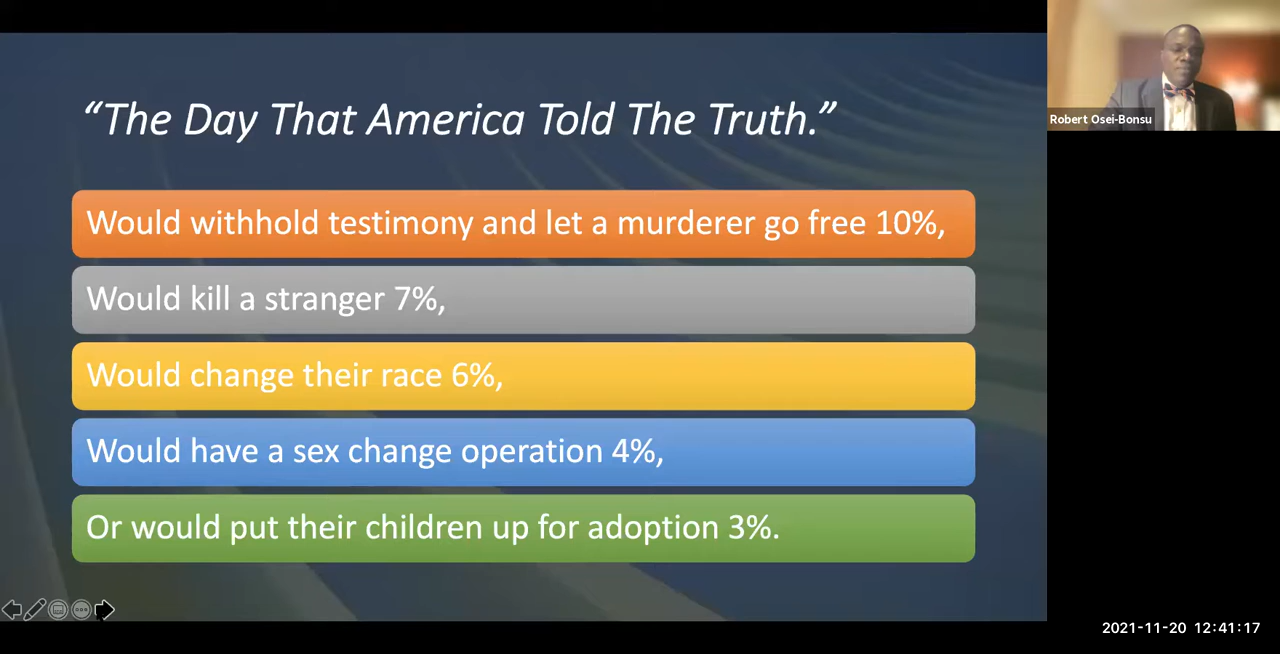 “The Day That America Told The Truth.”
Would withhold testimony and let a murderer go free 10%,
Would kill a stranger 7%,
Would change their race 6%,
Would have a sex change operation 4%,
Or would put their children up for adoption 3%.
Robert Osei-Bonsu
2021-11-20 12:41:17